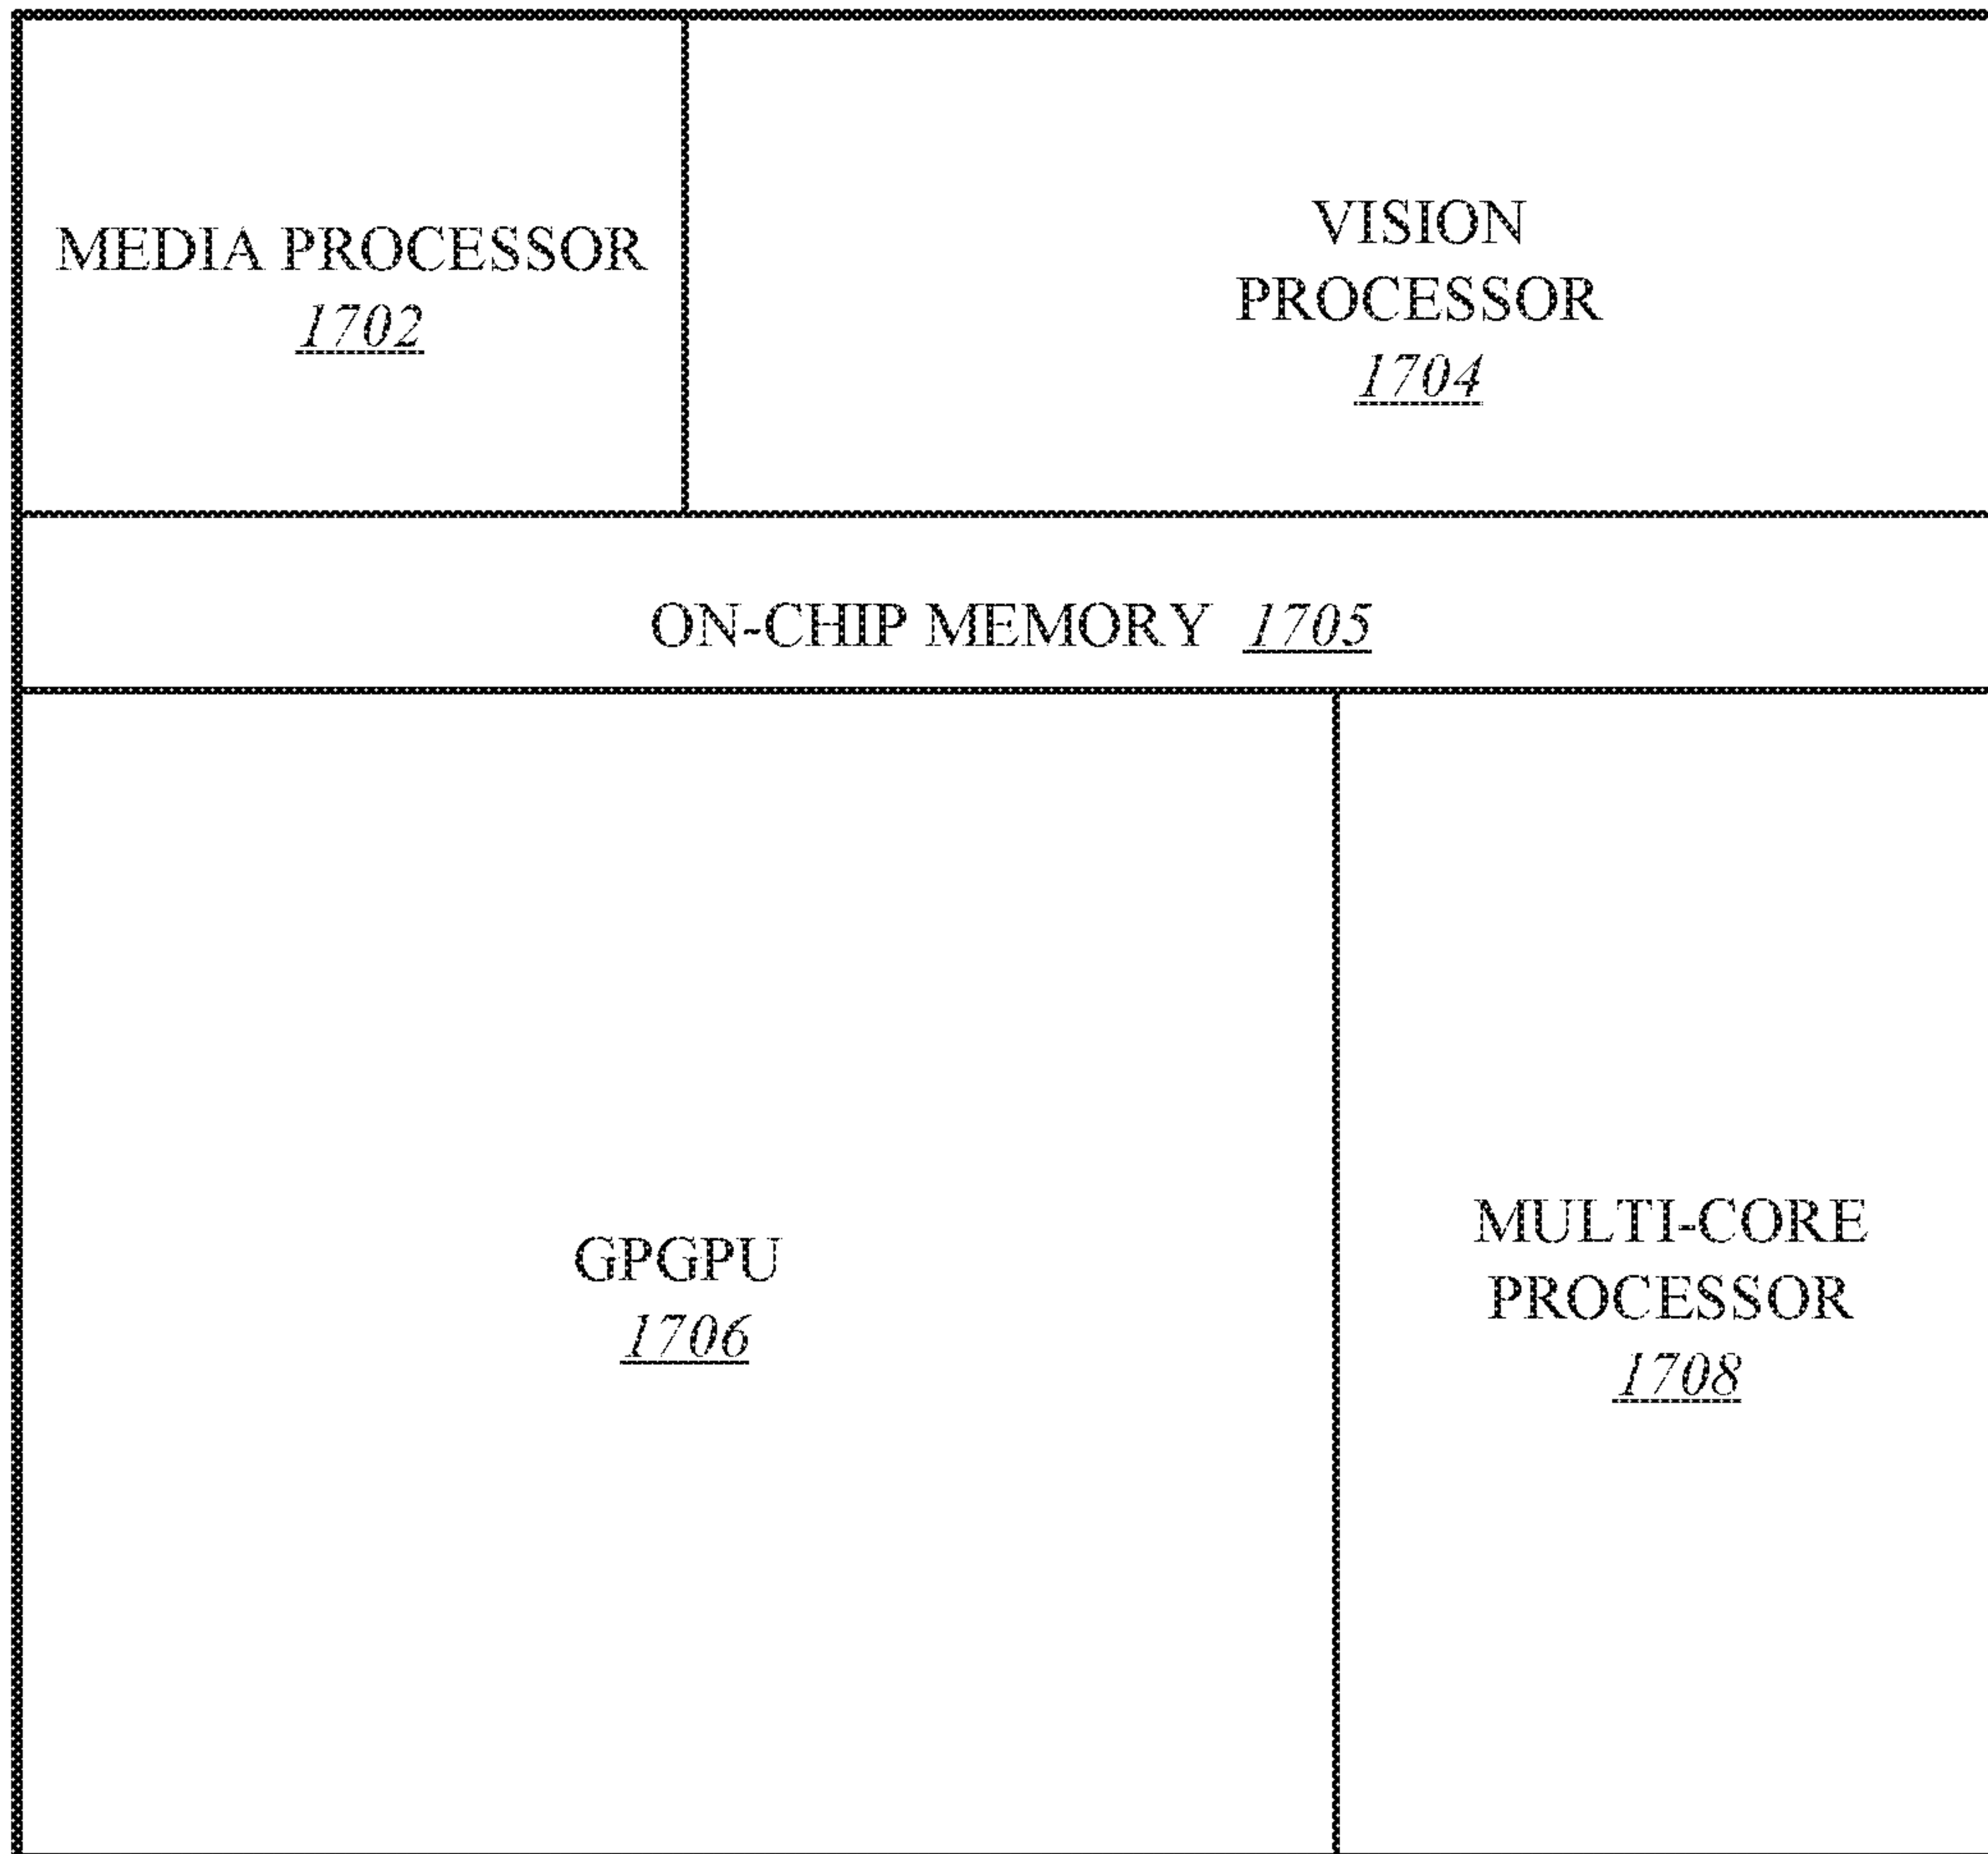 MEDIA PROCESSOR
1702
VISION
PROCESSOR
1704
ON-CHIP MEMORY 1705
GPGPU
1706
MULTI-CORE
PROCESSOR
1708